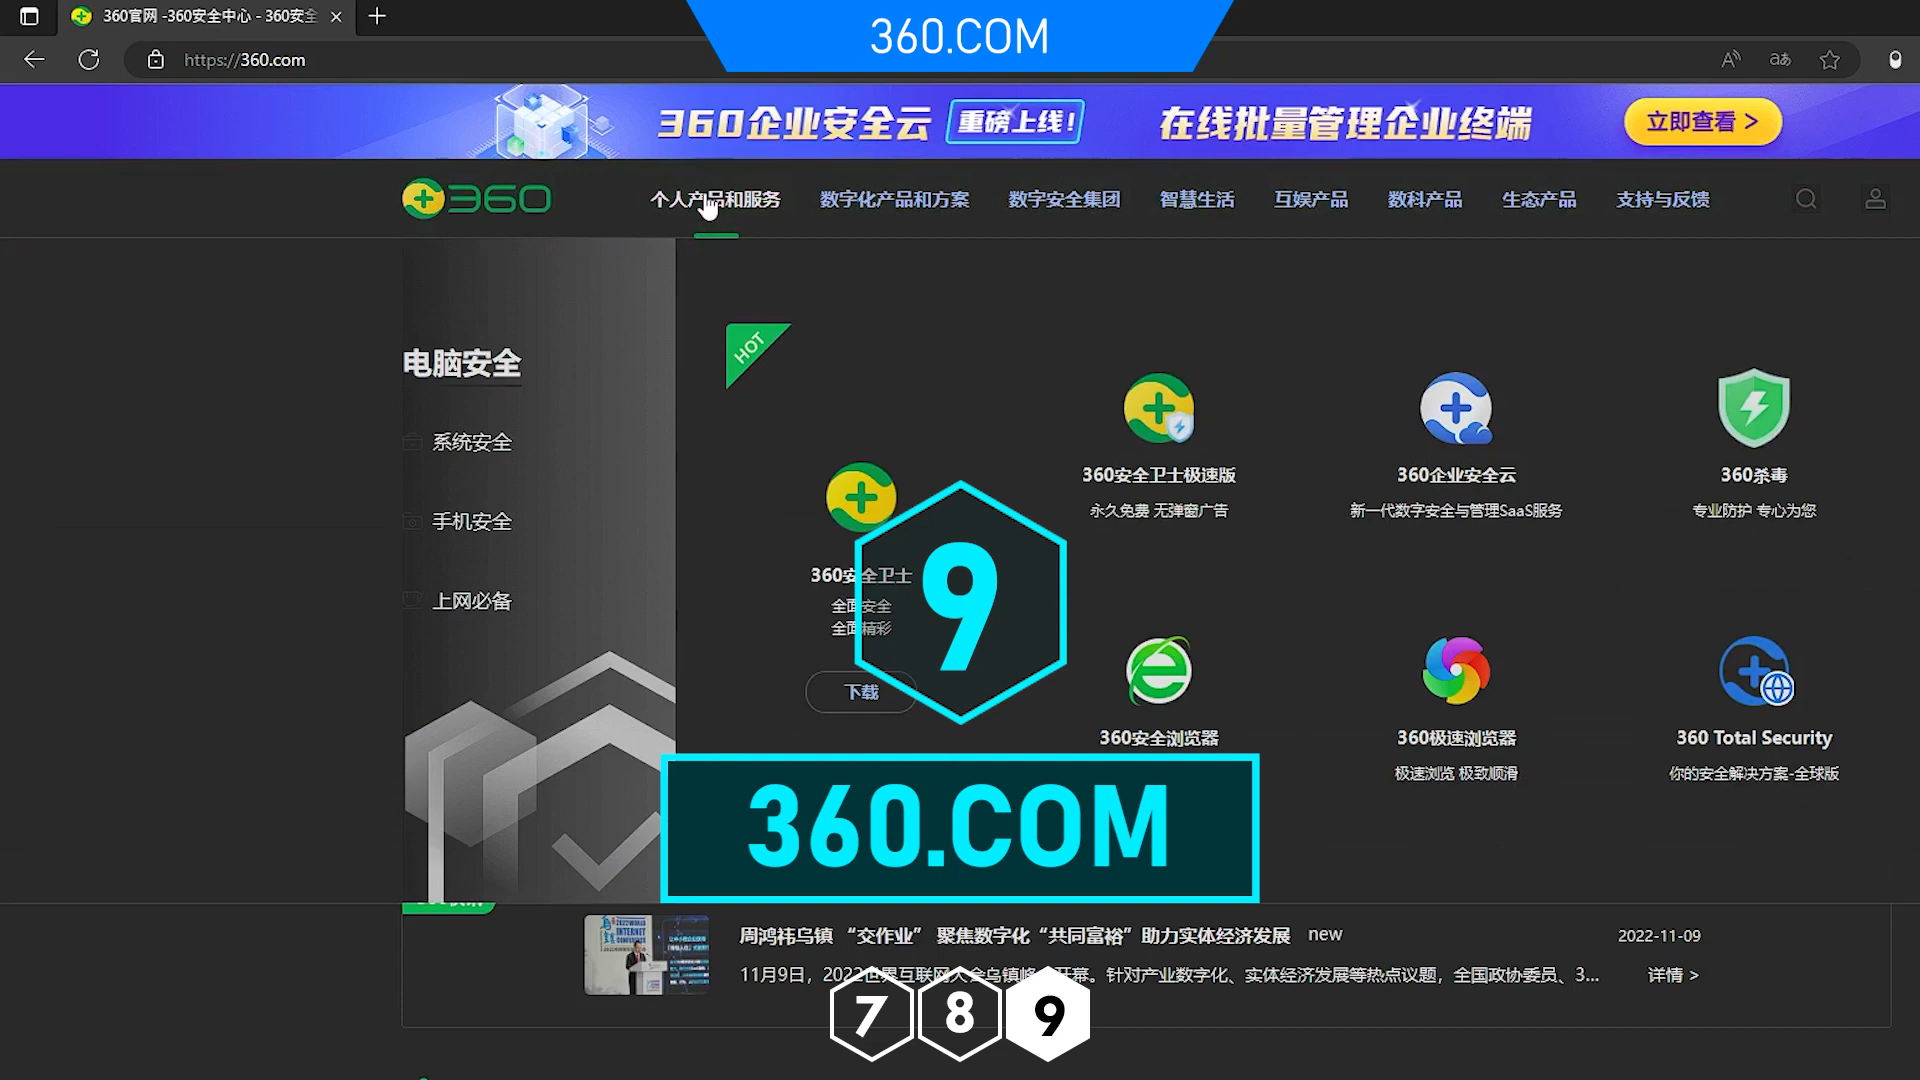 360官网 -360安全中心 - 360安全
360.COM
https://360.com
360企业安全云 重磅上线! 在线批量管理企业终端 立即查看 >
360
个人产品和服务 数字化产品和方案 数字安全集团 智慧生活 互娱产品 数科产品 生态产品 支持与反馈
HOT
电脑安全
系统安全
手机安全
上网必备
360安全卫士
全面安全
全面精彩
下载
360安全卫士极速版
永久免费 无弹窗广告
360企业安全云
新一代数字安全与管理SaaS服务
360杀毒
专业防护 专心为您
9
360安全浏览器
360极速浏览器
极速浏览 极致顺滑
360 Total Security
你的安全解决方案-全球版
360.COM
周鸿祎乌镇 “交作业” 聚焦数字化“共同富裕”助力实体经济发展 new
2022-11-09
11月9日，2022世界互联网大会乌镇峰会开幕。针对产业数字化、实体经济发展等热点议题，全国政协委员、3...
详情 >
7 8 9